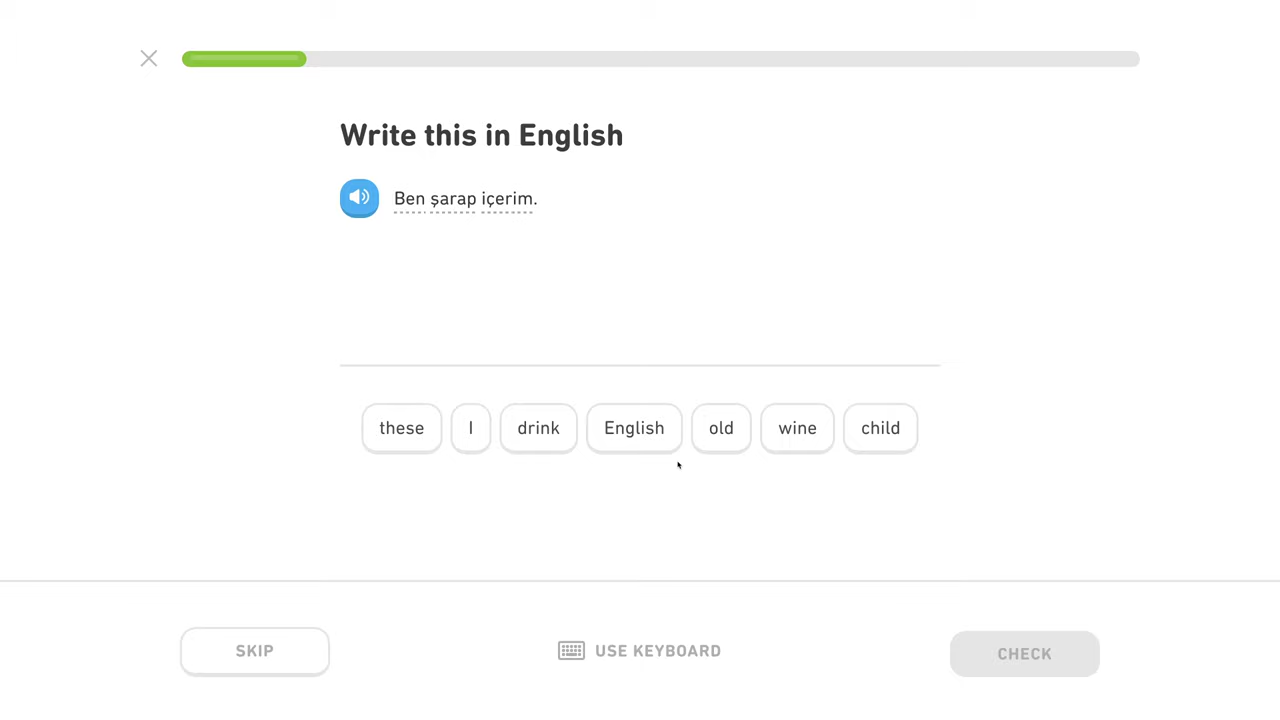 Write this in English
Ben şarap içerim.
these I drink English old wine child
SKIP USE KEYBOARD CHECK